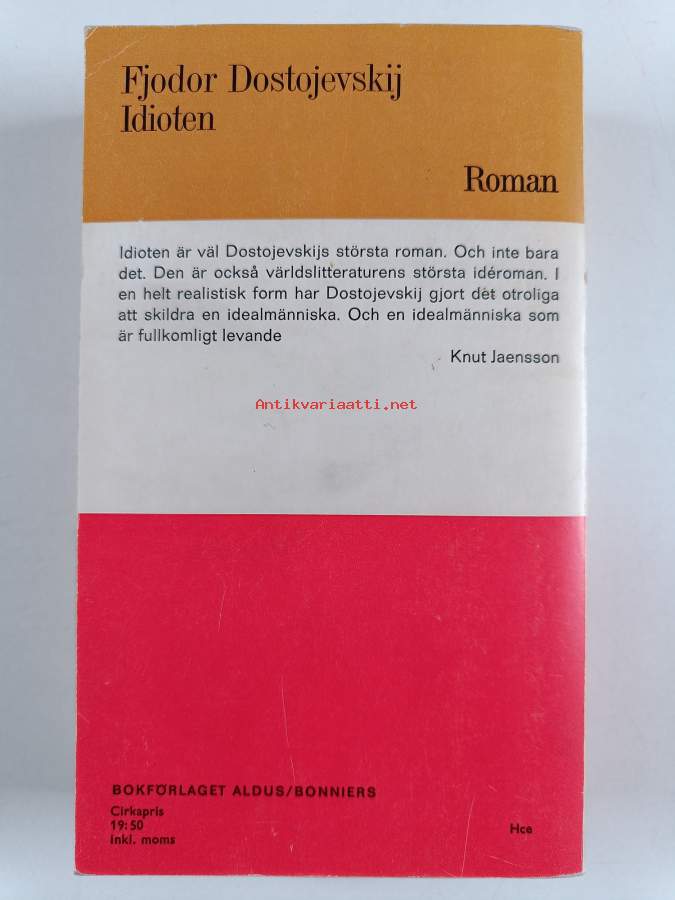 Fjodor Dostojevskij
Idioten
Roman
Idioten är väl Dostojevskijs största roman. Och inte bara
det. Den är också världslitteraturens största idéroman. I
en helt realistisk form har Dostojevskij gjort det otroliga
att skildra en idealmänniska. Och en idealmänniska som
är fullkomligt levande
Knut Jaensson
Antikvariaatti.net
BOKFÖRLAGET ALDUS/BONNIERS
Cirkapris
19:50
inkl. moms
Hce